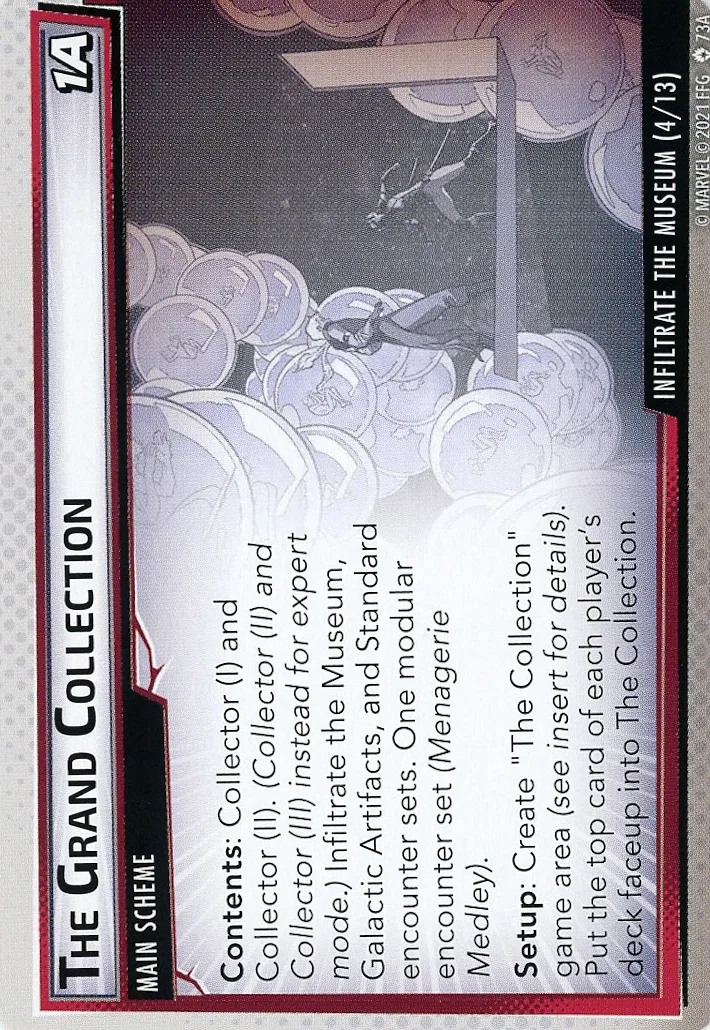 THE GRAND COLLECTION
1A
MAIN SCHEME
Contents: Collector (I) and
Collector (II). (Collector (II) and
Collector (III) instead for expert
mode.) Infiltrate the Museum,
Galactic Artifacts, and Standard
encounter sets. One modular
encounter set (Menagerie
Medley).
Setup: Create "The Collection"
game area (see insert for details).
Put the top card of each player's
deck faceup into The Collection.
INFILTRATE THE MUSEUM (4/13)
© MARVEL © 2021 FFG 73A